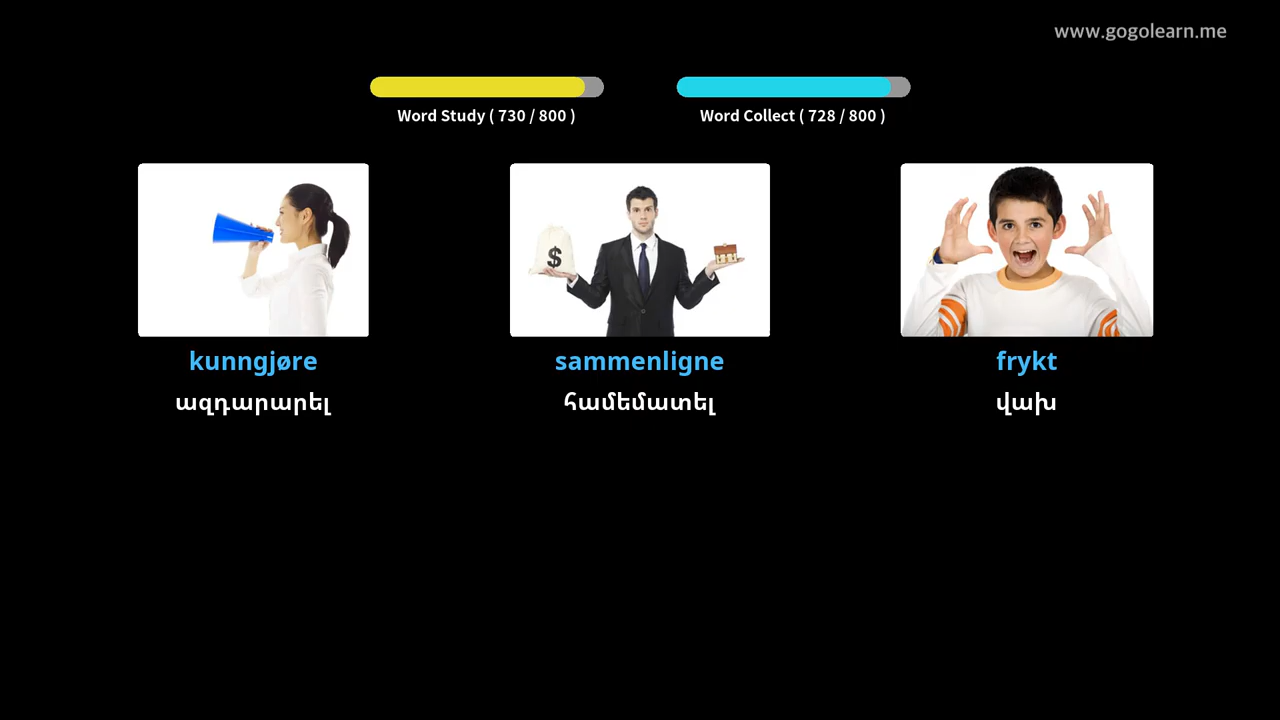 www.gogolearn.me
Word Study ( 730 / 800 )
Word Collect ( 728 / 800 )
$
kunngjøre
sammenligne
frykt
ազդարարել
համեմատել
վախ